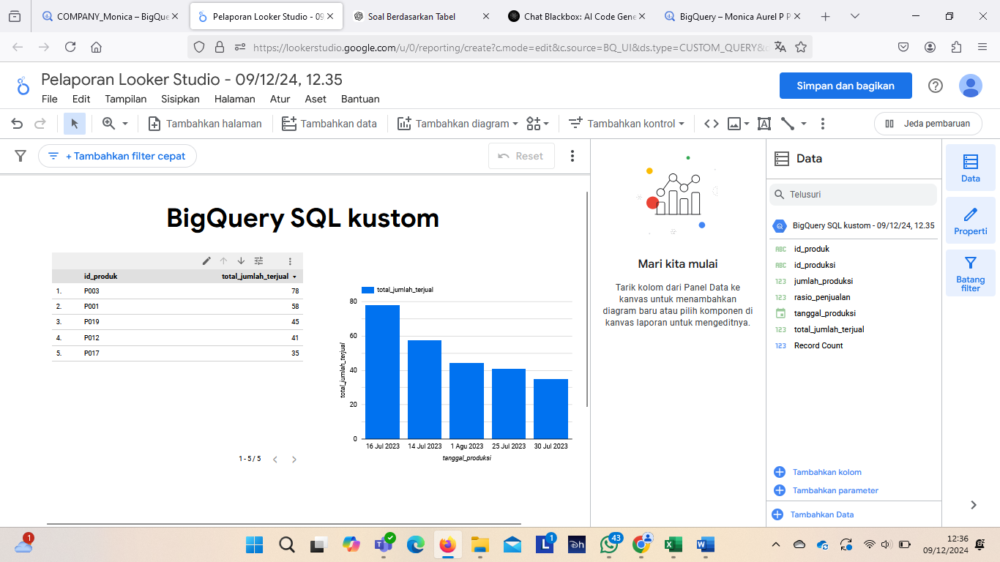 COMPANY_Monica – BigQue
Pelaporan Looker Studio - 09
Soal Berdasarkan Tabel
Chat Blackbox: AI Code Gene
BigQuery – Monica Aurel P P
https://lookerstudio.google.com/u/0/reporting/create?c.mode=edit&c.source=BQ_UI&ds.type=CUSTOM_QUERY&
Pelaporan Looker Studio - 09/12/24, 12.35
File Edit Tampilan Sisipkan Halaman Atur Aset Bantuan
Simpan dan bagikan
Tambahkan halaman
Tambahkan data
Tambahkan diagram
Tambahkan kontrol
Jeda pembaruan
+ Tambahkan filter cepat
Reset
BigQuery SQL kustom
id_produk total_jumlah_terjual
1. P003 78
2. P001 58
3. P019 45
4. P012 41
5. P017 35
1 - 5 / 5
total_jumlah_terjual
80
60
40
20
0
total_jumlah_terjual
16 Jul 2023 14 Jul 2023 1 Agu 2023 25 Jul 2023 30 Jul 2023
tanggal_produksi
Mari kita mulai
Tarik kolom dari Panel Data ke
kanvas untuk menambahkan
diagram baru atau pilih komponen di
kanvas laporan untuk mengeditnya.
Data
Telusuri
BigQuery SQL kustom - 09/12/24, 12.35
ABC id_produk
ABC id_produksi
123 jumlah_produksi
123 rasio_penjualan
tanggal_produksi
123 total_jumlah_terjual
123 Record Count
Tambahkan kolom
Tambahkan parameter
Tambahkan Data
Data
Properti
Batang
filter
1
1
43
12:36
09/12/2024